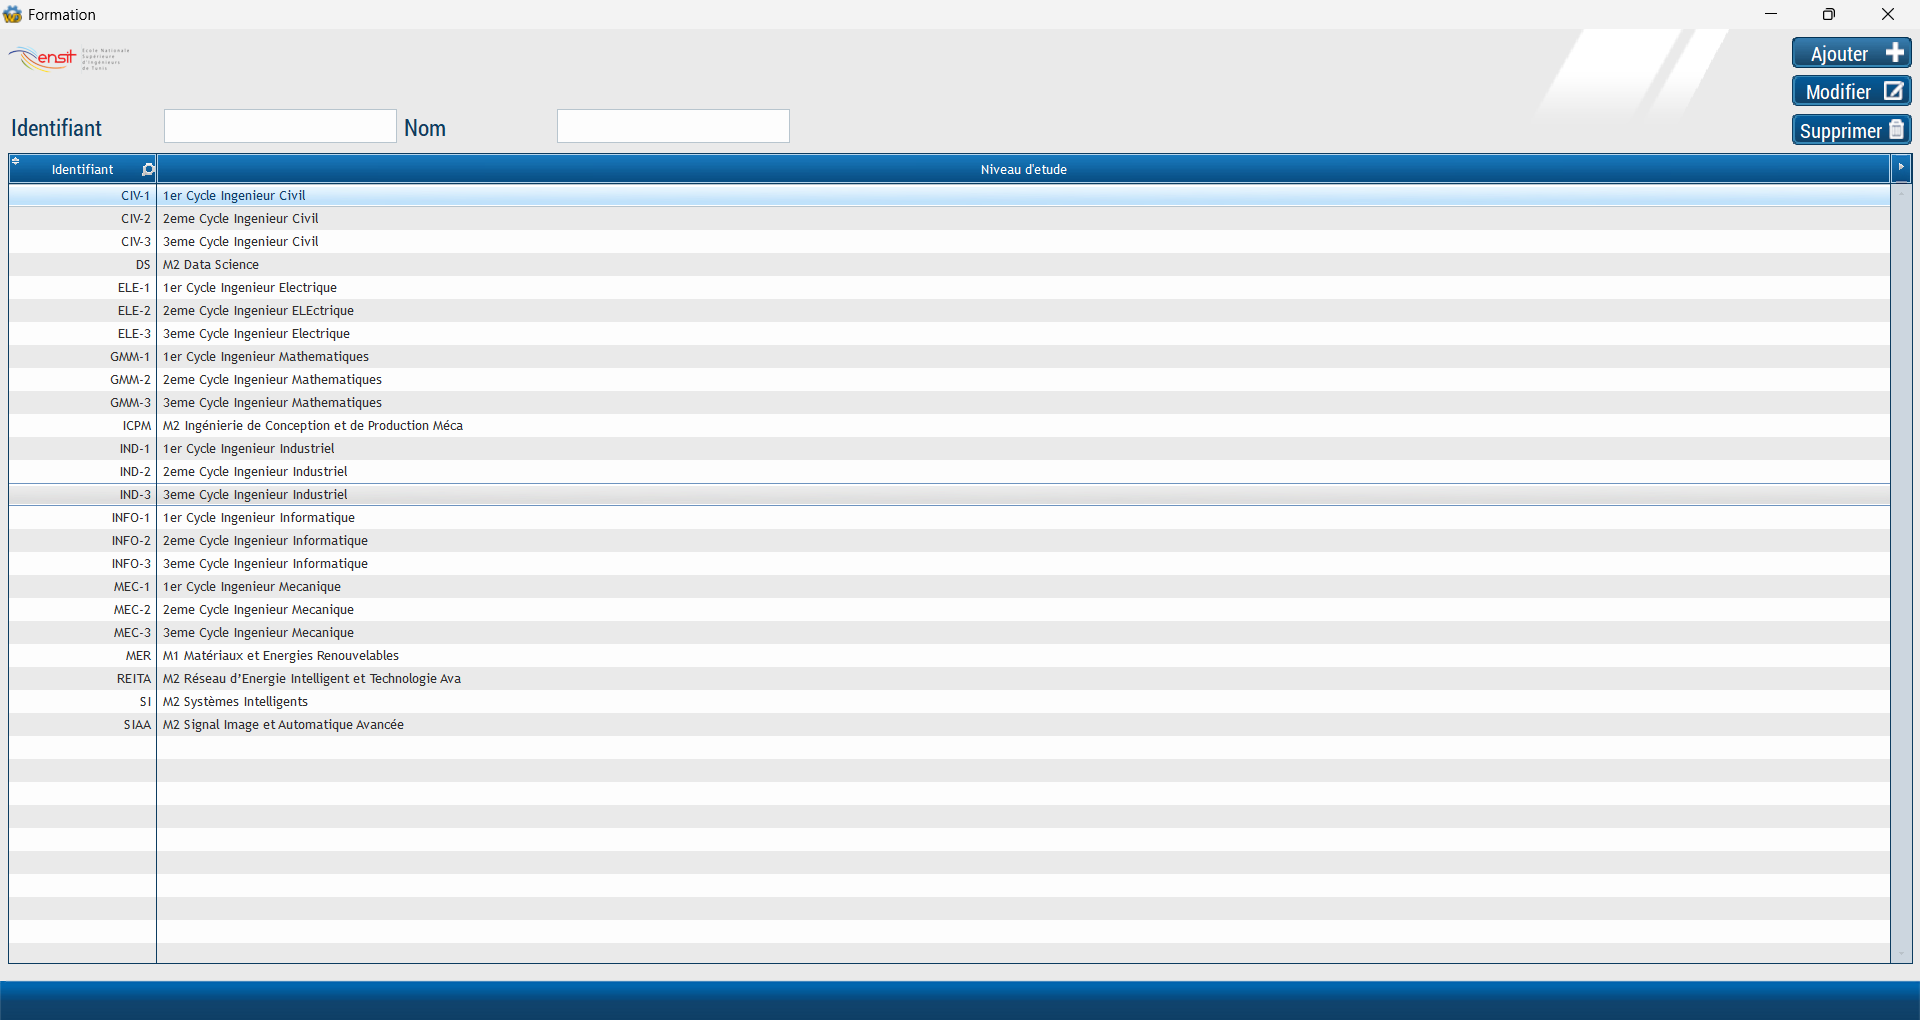 Formation
ensit
Ecole Nationale
Supérieure
d'Ingénieurs
de Tunis
Ajouter
Modifier
Supprimer
Identifiant
Nom
Identifiant Niveau d'etude
CIV-1 1er Cycle Ingenieur Civil
CIV-2 2eme Cycle Ingenieur Civil
CIV-3 3eme Cycle Ingenieur Civil
DS M2 Data Science
ELE-1 1er Cycle Ingenieur Electrique
ELE-2 2eme Cycle Ingenieur ELEctrique
ELE-3 3eme Cycle Ingenieur Electrique
GMM-1 1er Cycle Ingenieur Mathematiques
GMM-2 2eme Cycle Ingenieur Mathematiques
GMM-3 3eme Cycle Ingenieur Mathematiques
ICPM M2 Ingénierie de Conception et de Production Méca
IND-1 1er Cycle Ingenieur Industriel
IND-2 2eme Cycle Ingenieur Industriel
IND-3 3eme Cycle Ingenieur Industriel
INFO-1 1er Cycle Ingenieur Informatique
INFO-2 2eme Cycle Ingenieur Informatique
INFO-3 3eme Cycle Ingenieur Informatique
MEC-1 1er Cycle Ingenieur Mecanique
MEC-2 2eme Cycle Ingenieur Mecanique
MEC-3 3eme Cycle Ingenieur Mecanique
MER M1 Matériaux et Energies Renouvelables
REITA M2 Réseau d’Energie Intelligent et Technologie Ava
SI M2 Systèmes Intelligents
SIAA M2 Signal Image et Automatique Avancée